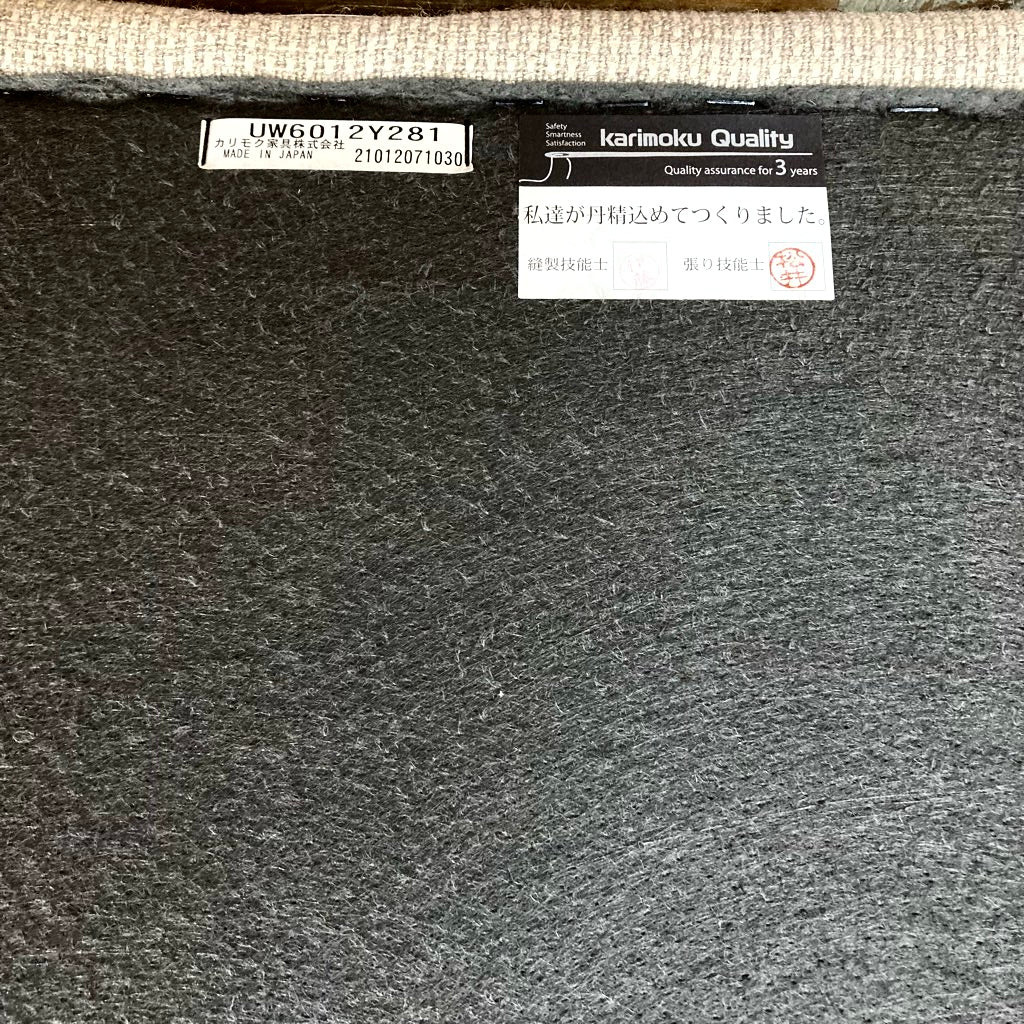 UW6012Y281
カリモク家具株式会社
MADE IN JAPAN 21012071030
Safety
Smartness
Satisfaction
karimoku Quality
Quality assurance for 3 years
私達が丹精込めてつくりました。
縫製技能士 張り技能士 松井